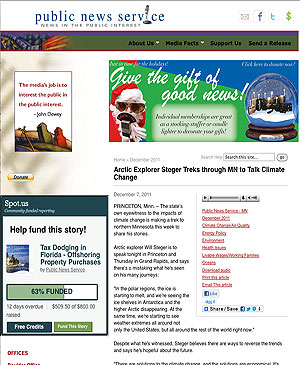 public news service
NEWS IN THE PUBLIC INTEREST
About Us
Media Facts
Support Us
Send a Release
The media's job is to
interest the public in
the public interest.
- John Dewey
Donate
Just in time for the holidays!
Click here to donate now!
Give the gift of
good news!
Individual memberships are great
as a stocking-stuffer or candle
lighter to decorate your gifts!
Home » December 2011
Search Help
Search this site...
GO
Arctic Explorer Steger Treks through MN to Talk Climate
Change
December 7, 2011
PRINCETON, Minn. – The state's
own eyewitness to the impacts of
climate change is making a trek to
northern Minnesota this week to
share his stories.
Arctic explorer Will Steger is to
speak tonight in Princeton and
Thursday in Grand Rapids, and says
there's o mistaking what he's seen
on his many journeys:
"In the polar regions, the ice is
starting to melt, and we're seeing the
ice shelves in Antarctica and the
higher Arctic disappearing. At the
same time, we're starting to see
weather extremes all around not
only the United States, but all around the rest of the world right now."
Despite what he's witnessed, Steger believes there are ways to reverse the trends
and says he's hopeful about the future.
"There are solutions to the climate change, and the solutions are economical. It's
Public News Service - MN
December 2011
Climate Change/Air Quality
Energy Policy
Environment
Health Issues
Livable Wages/Working Families
Oceans
Download audio
Print this article
Email This article
Like
Share / Save
Spot.us
Community-funded reporting
Help fund this story!
Tax Dodging in
Florida - Offshoring
Property Purchases
by Public News Service
63% FUNDED
12 days overdue
$509.50 of $800.00
raised
Free Credits
Fund This Story
OFFICES
Boulder Office